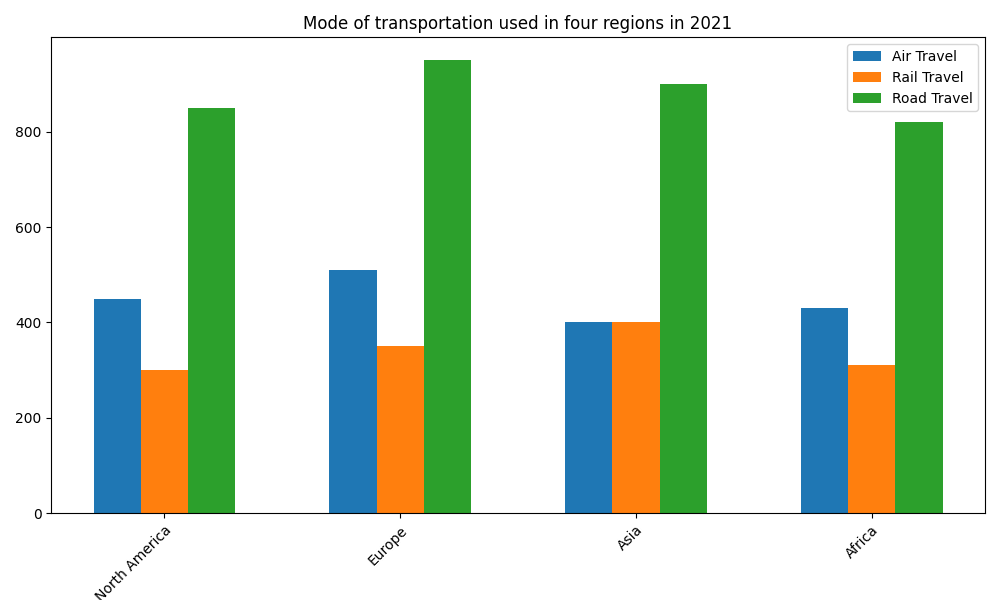 Mode of transportation used in four regions in 2021
Air Travel
Rail Travel
Road Travel
800
600
400
200
0
North America
Europe
Asia
Africa